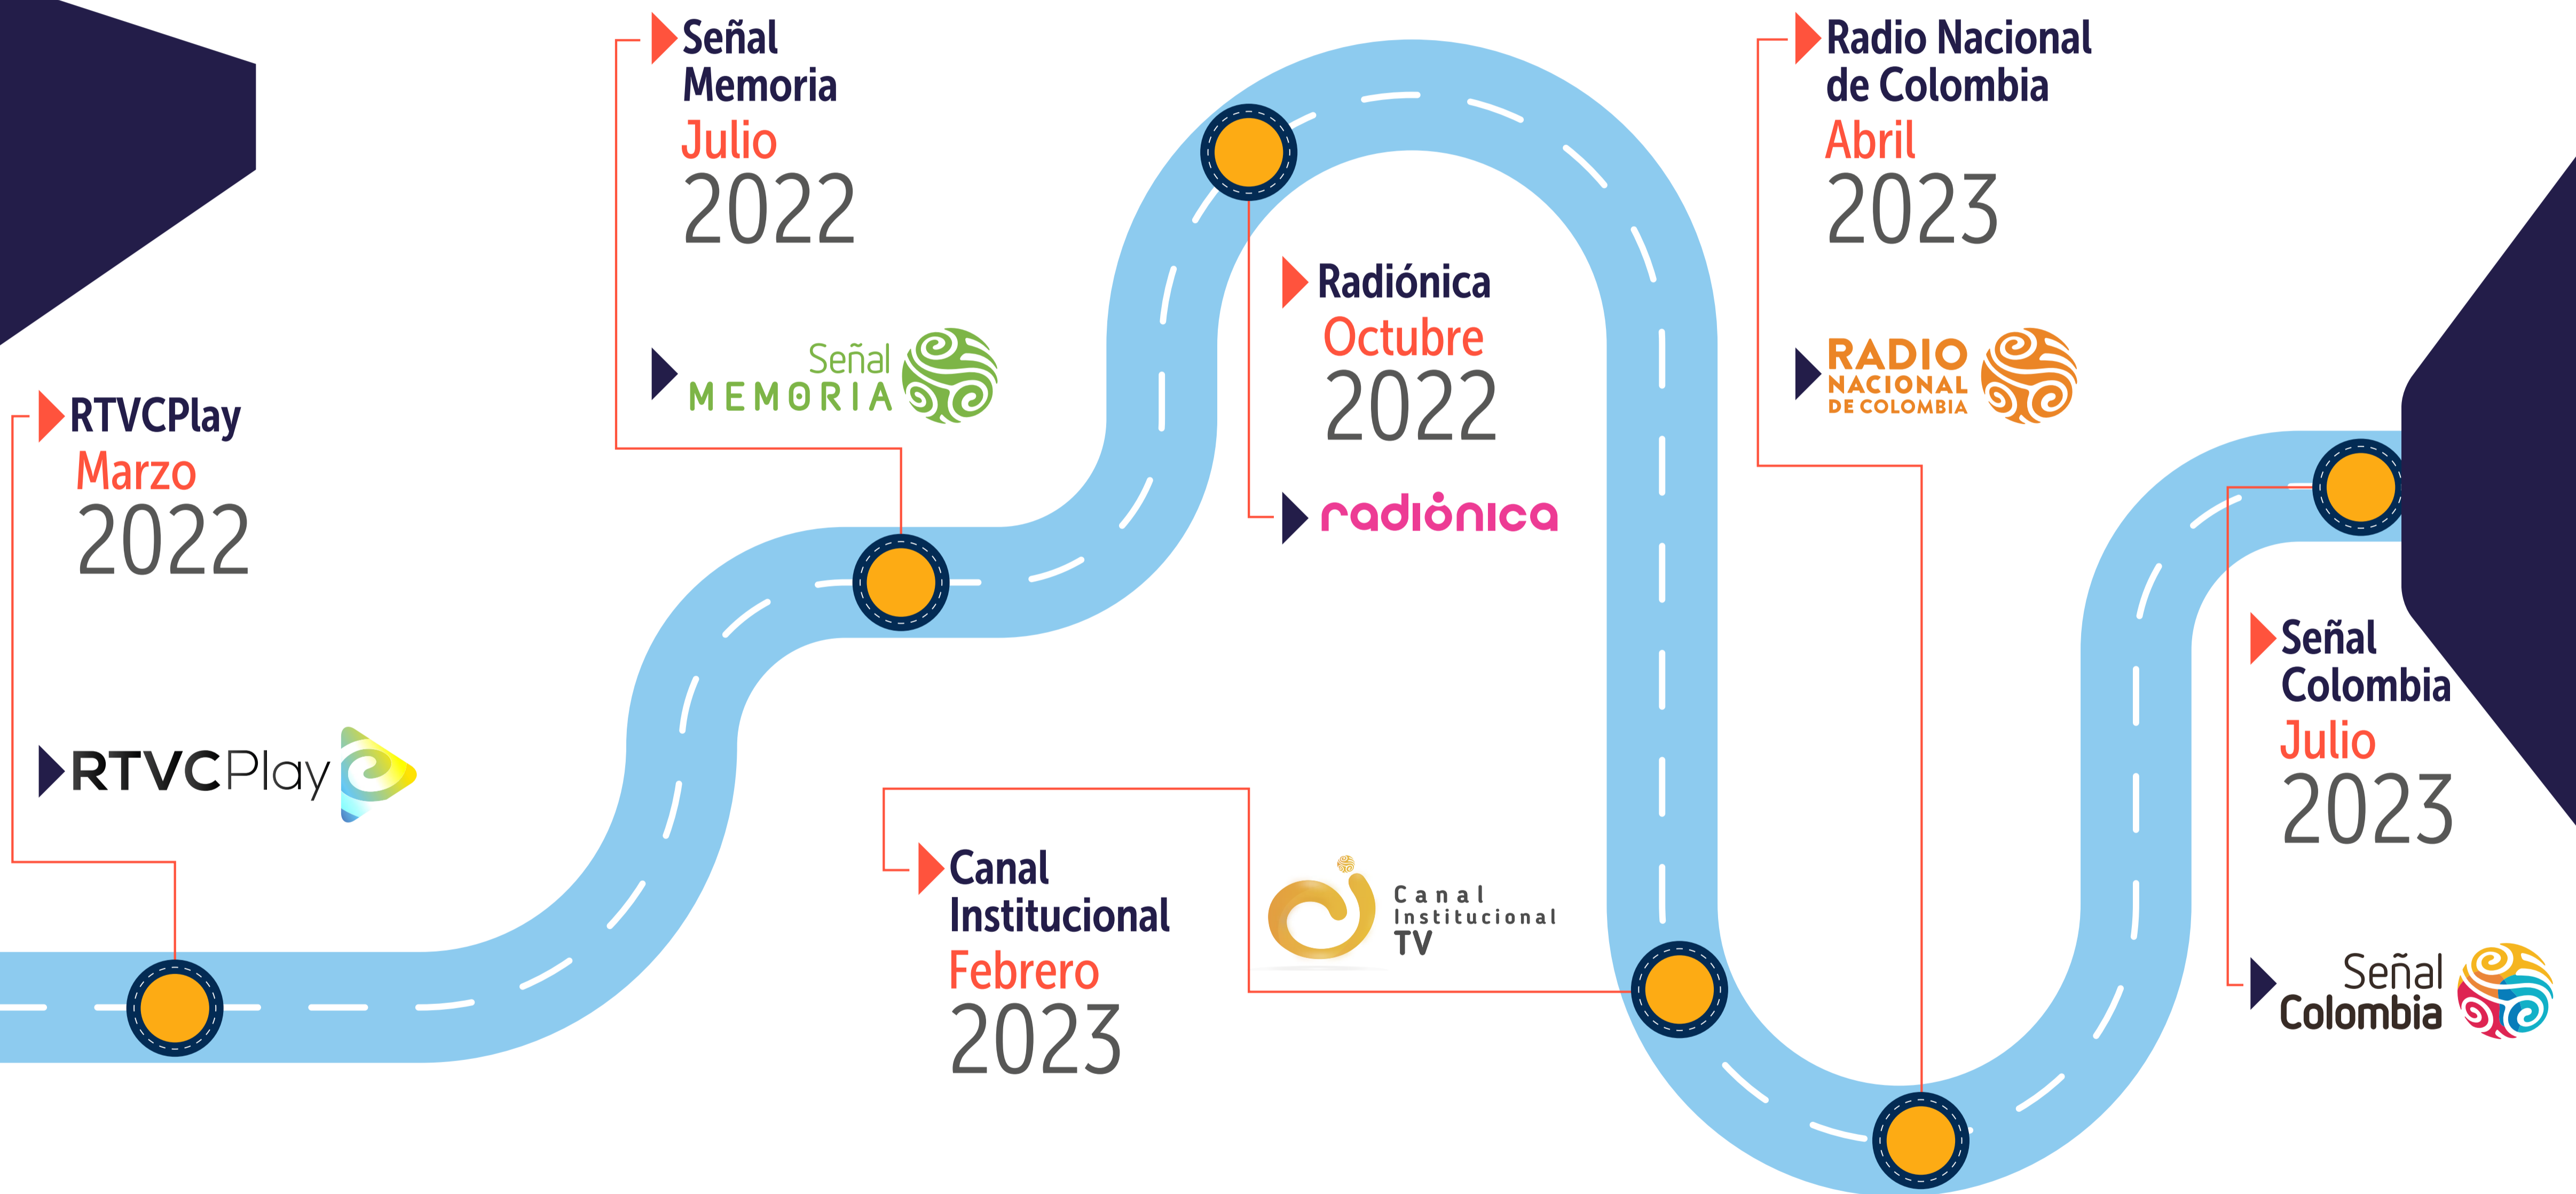 RTVCPlay
Marzo
2022
RTVCPlay
Señal
Memoria
Julio
2022
Señal
MEMORIA
Radiónica
Octubre
2022
radiónica
Canal
Institucional
Febrero
2023
Canal
Institucional
TV
Radio Nacional
de Colombia
Abril
2023
RADIO
NACIONAL
DE COLOMBIA
Señal
Colombia
Julio
2023
Señal
Colombia